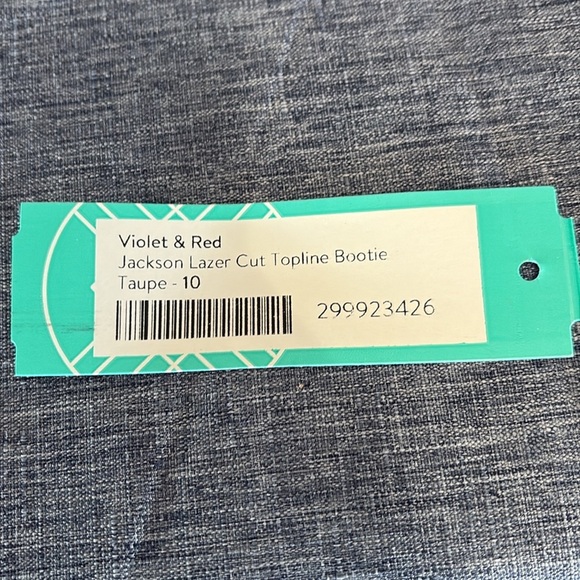 Violet & Red
Jackson Lazer Cut Topline Bootie
Taupe - 10
299923426